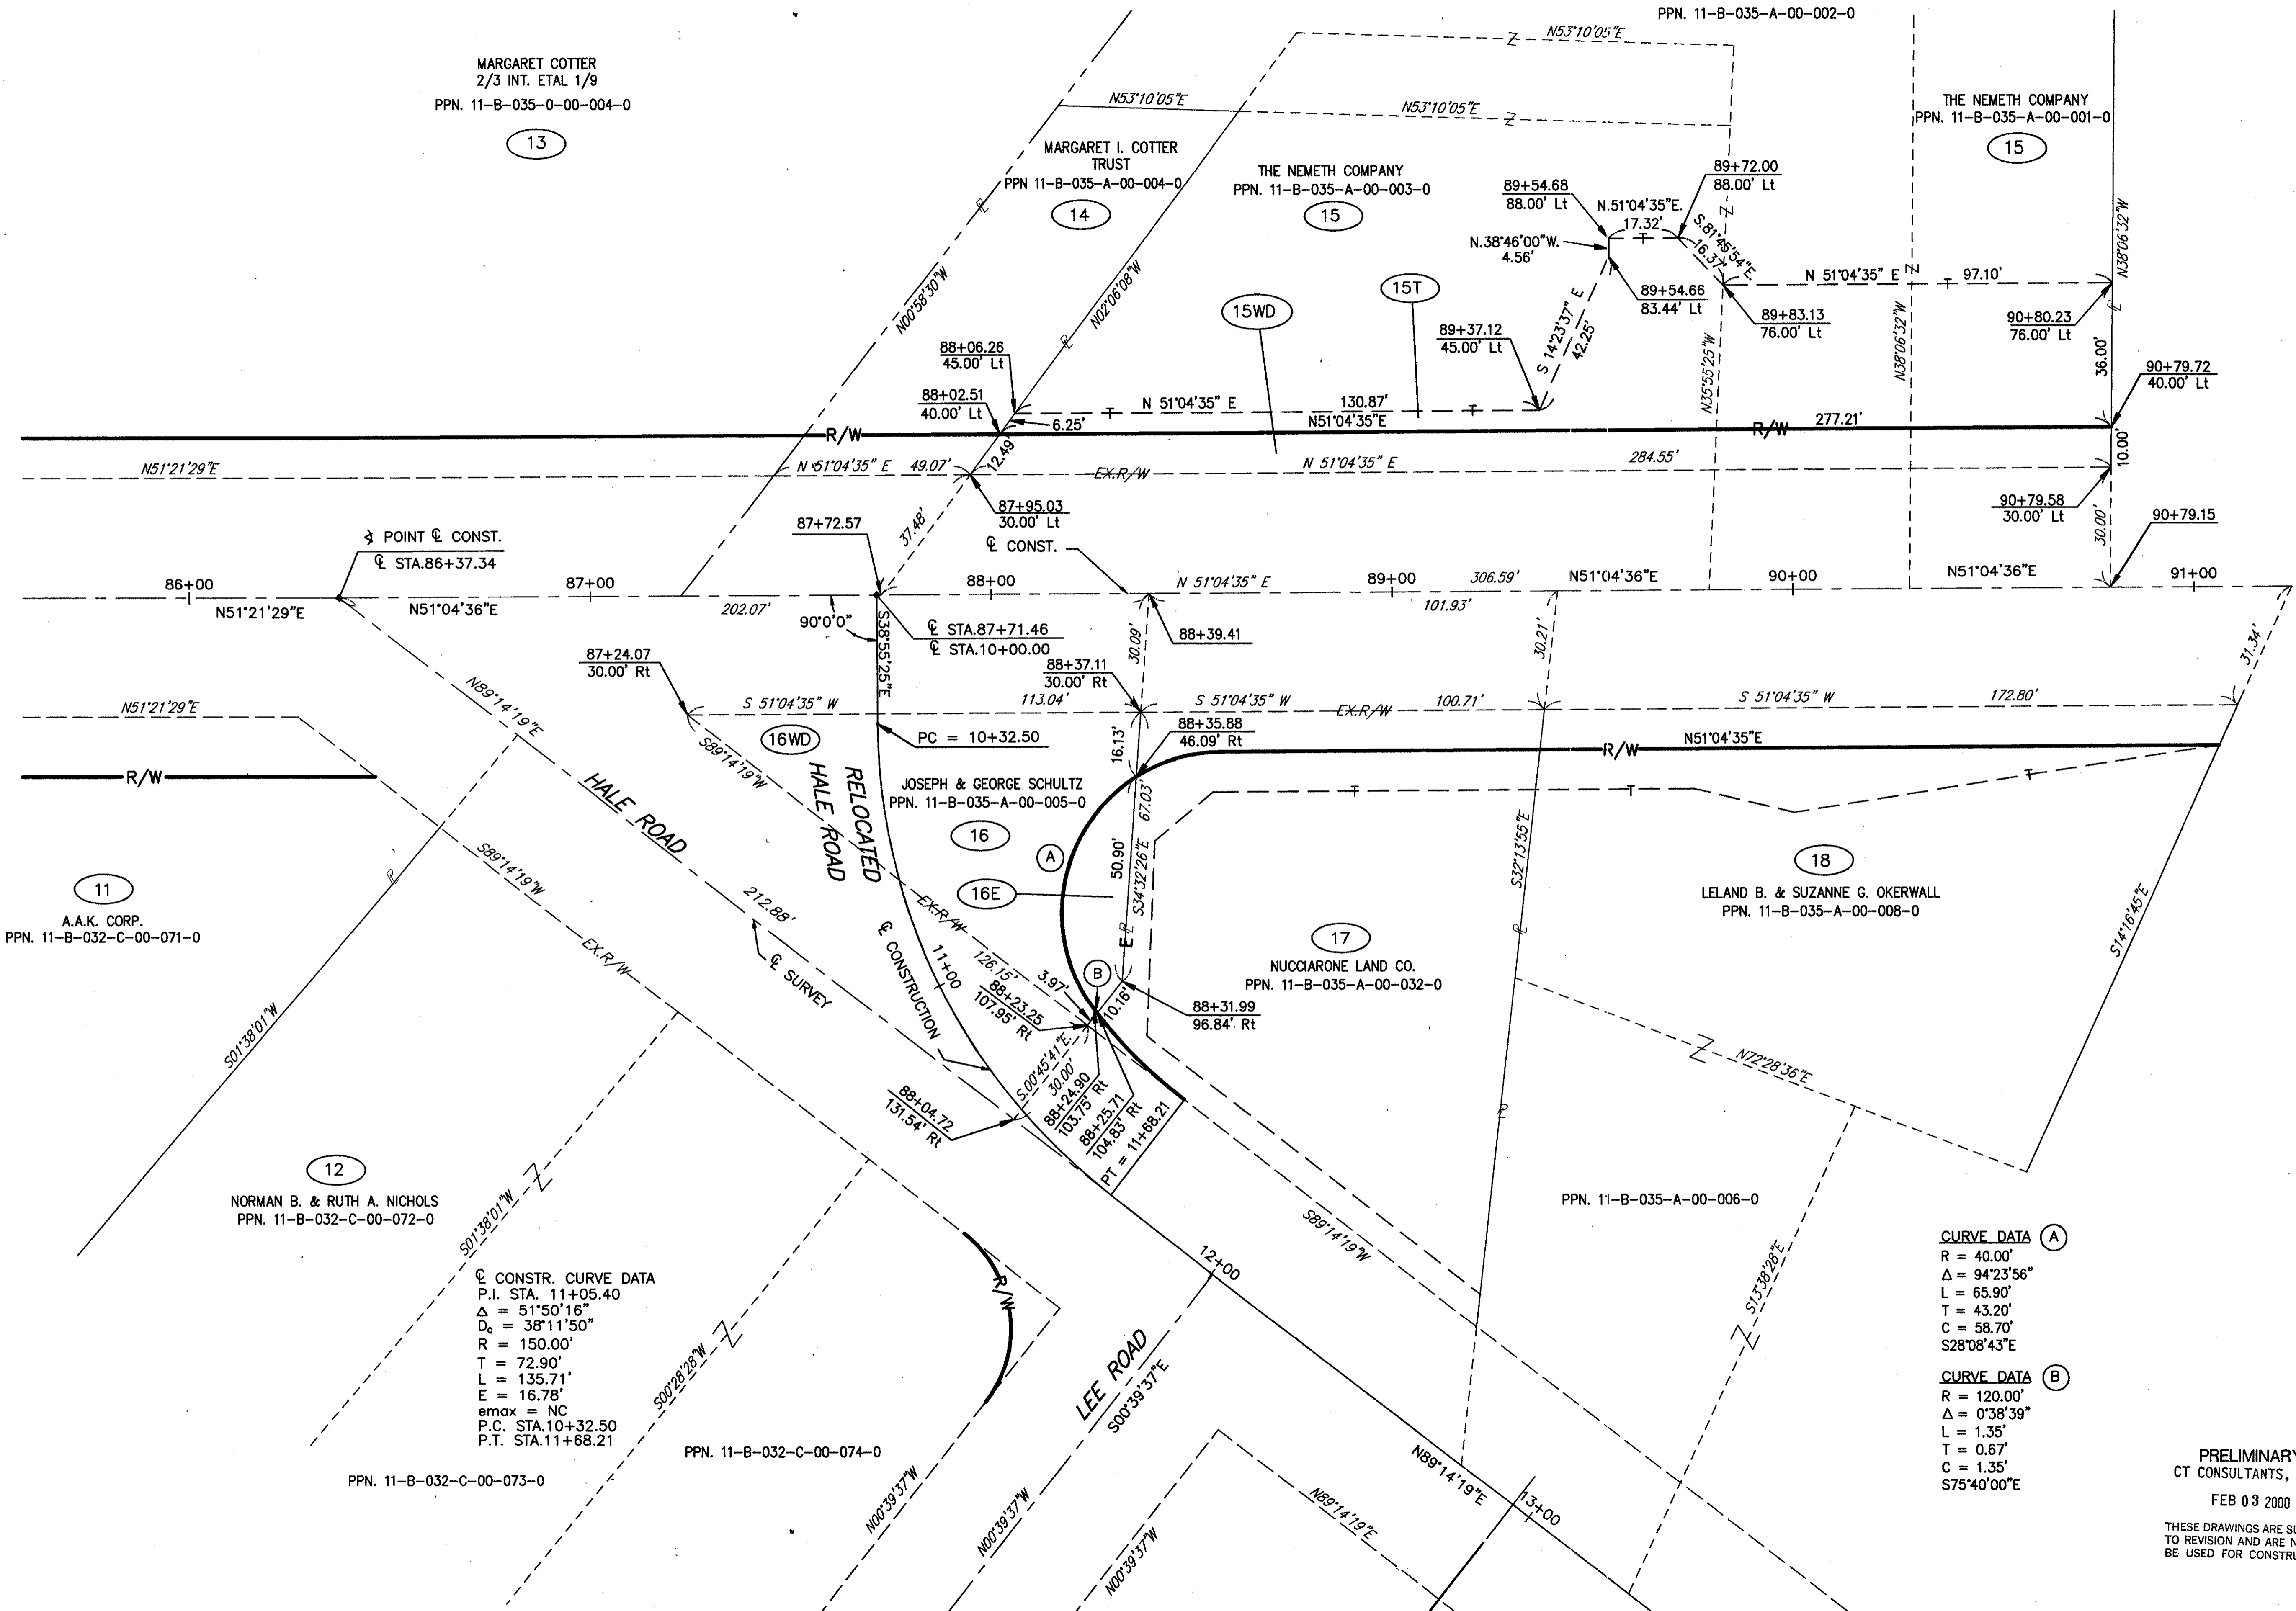 PPN. 11-B-035-A-00-002-0
MARGARET COTTER
2/3 INT. ETAL 1/9
PPN. 11-B-035-0-00-004-0
13
N53°10'05"E
N53°10'05"E
N53°10'05"E
Z
Z
MARGARET I. COTTER
TRUST
PPN 11-B-035-A-00-004-0
14
THE NEMETH COMPANY
PPN. 11-B-035-A-00-003-0
15
THE NEMETH COMPANY
PPN. 11-B-035-A-00-001-0
15
89+54.68
88.00' Lt
N.51°04'35"E.
17.32'
T
89+72.00
88.00' Lt
Z
S.81°45'54"E.
16.37'
N.38°46'00"W.
4.56'
89+54.66
83.44' Lt
89+83.13
76.00' Lt
N 51°04'35" E
Z
T
97.10'
90+80.23
76.00' Lt
N38°06'32"W
36.00'
90+79.72
40.00' Lt
N00°58'30"W
N02°06'08"W
15WD
15T
S 14°23'37" E
42.25'
89+37.12
45.00' Lt
N35°55'25"W
N38°06'32"W
88+06.26
45.00' Lt
88+02.51
40.00' Lt
T
N 51°04'35" E
130.87'
T
6.25'
N51°04'35"E
R/W
R/W
277.21'
10.00'
N51°21'29"E
N 51°04'35" E
49.07'
12.49'
EX.R/W
N 51°04'35" E
284.55'
87+95.03
30.00' Lt
90+79.58
30.00' Lt
30.00'
90+79.15
POINT ℄ CONST.
℄ STA.86+37.34
87+72.57
37.48'
℄ CONST.
86+00
87+00
88+00
89+00
90+00
91+00
N51°21'29"E
N51°04'36"E
202.07'
90°0'0"
N 51°04'35" E
306.59'
101.93'
N51°04'36"E
N51°04'36"E
S38°55'25"E
℄ STA.87+71.46
℄ STA.10+00.00
30.09'
88+39.41
30.21'
31.34'
87+24.07
30.00' Rt
88+37.11
30.00' Rt
N89°14'19"E
N51°21'29"E
S 51°04'35" W
113.04'
S 51°04'35" W
EX.R/W
100.71'
S 51°04'35" W
172.80'
16WD
PC = 10+32.50
88+35.88
46.09' Rt
16.13'
R/W
N51°04'35"E
R/W
S89°14'19"W
HALE ROAD
RELOCATED
HALE ROAD
JOSEPH & GEORGE SCHULTZ
PPN. 11-B-035-A-00-005-0
16
67.03'
T
T
T
S89°14'19"W
212.88'
A
50.90'
S34°32'26"E
16E
E
S32°13'55"E
18
LELAND B. & SUZANNE G. OKERWALL
PPN. 11-B-035-A-00-008-0
S14°16'45"E
11
A.A.K. CORP.
PPN. 11-B-032-C-00-071-0
EX.R/W
EX.R/W
℄ SURVEY
℄ CONSTRUCTION
11+00
126.15'
3.97'
B
10.16'
17
NUCCIARONE LAND CO.
PPN. 11-B-035-A-00-032-0
88+31.99
96.84' Rt
88+23.25
107.95' Rt
S01°38'01"W
S.00°45'41"E.
30.00'
88+24.90
103.75' Rt
88+25.71
104.83' Rt
PT = 11+68.21
88+04.72
131.54' Rt
Z
N72°28'36"E
12
NORMAN B. & RUTH A. NICHOLS
PPN. 11-B-032-C-00-072-0
S01°38'01"W
Z
PPN. 11-B-035-A-00-006-0
S89°14'19"W
S13°38'28"E
Z
12+00
R/W
℄ CONSTR. CURVE DATA
P.I. STA. 11+05.40
Δ = 51°50'16"
Dc = 38°11'50"
R = 150.00'
T = 72.90'
L = 135.71'
E = 16.78'
emax = NC
P.C. STA.10+32.50
P.T. STA.11+68.21
S00°28'28"W
Z
LEE ROAD
S00°39'37"E
CURVE DATA A
R = 40.00'
Δ = 94°23'56"
L = 65.90'
T = 43.20'
C = 58.70'
S28°08'43"E
CURVE DATA B
R = 120.00'
Δ = 0°38'39"
L = 1.35'
T = 0.67'
C = 1.35'
S75°40'00"E
PPN. 11-B-032-C-00-074-0
PPN. 11-B-032-C-00-073-0
N00°39'37"W
N00°39'37"W
N00°39'37"W
N89°14'19"E
N89°14'19"E
13+00
PRELIMINARY
CT CONSULTANTS,
FEB 03 2000
THESE DRAWINGS ARE SU
TO REVISION AND ARE N
BE USED FOR CONSTRU